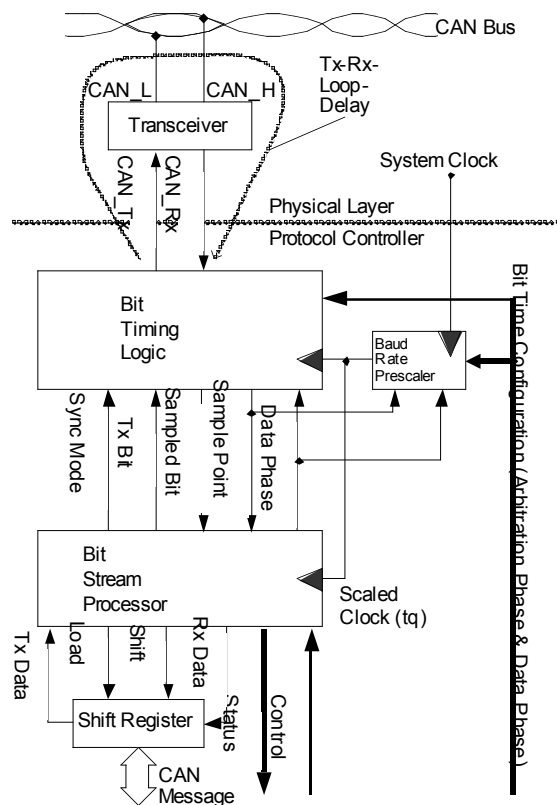 CAN Bus
Tx-Rx-
Loop-
Delay
CAN_L
CAN_H
Transceiver
System Clock
CAN_Tx
CAN_Rx
Physical Layer
Protocol Controller
Bit
Timing
Logic
Baud
Rate
Prescaler
Bit Time Configuration (Arbitration Phase & Data Phase)
Sync Mode
Tx Bit
Sampled Bit
Sample Point
Data Phase
Bit
Stream
Processor
Scaled
Clock (tq)
Tx Data
Load
Shift
Rx Data
Status
Control
Shift Register
CAN
Message